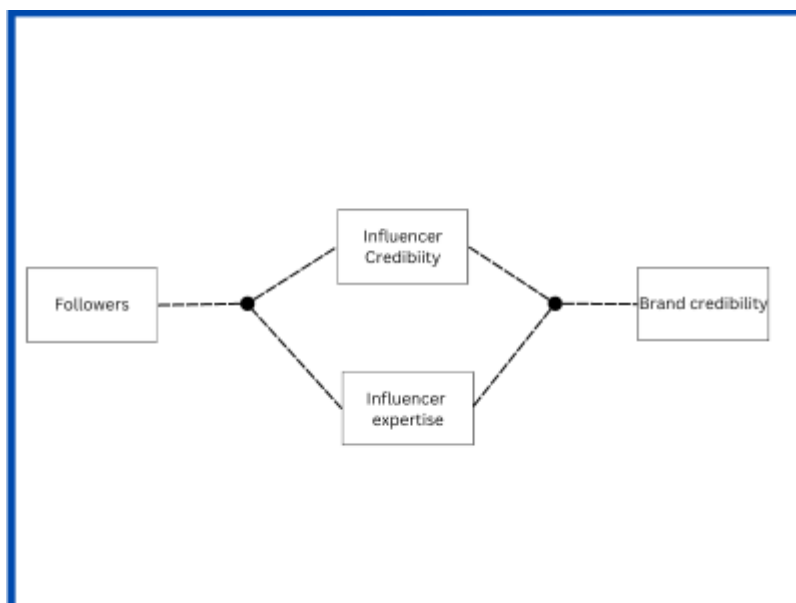 Influencer
Credibiity
Followers
Brand credibility
Influencer
expertise